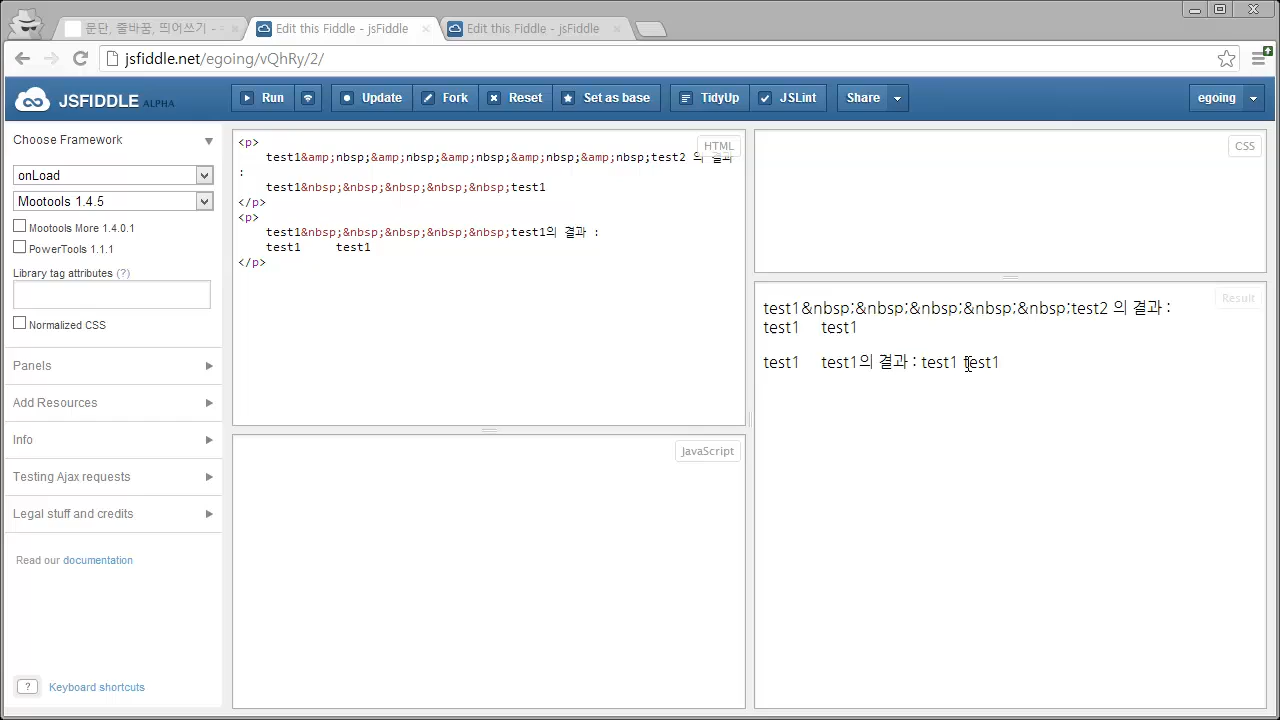 문단, 줄바꿈, 띄어쓰기 -
Edit this Fiddle - jsFiddle
Edit this Fiddle - jsFiddle
jsfiddle.net/egoing/vQhRy/2/
JSFIDDLE ALPHA
Run
Update
Fork
Reset
Set as base
TidyUp
JSLint
Share
egoing
Choose Framework
onLoad
Mootools 1.4.5
Mootools More 1.4.0.1
PowerTools 1.1.1
Library tag attributes (?)
Normalized CSS
Panels
Add Resources
Info
Testing Ajax requests
Legal stuff and credits
Read our documentation
? Keyboard shortcuts
HTML
<p>
test1&amp;nbsp;&amp;nbsp;&amp;nbsp;&amp;nbsp;&amp;nbsp;test2 의 결과
:
test1&nbsp;&nbsp;&nbsp;&nbsp;&nbsp;test1
</p>
<p>
test1&nbsp;&nbsp;&nbsp;&nbsp;&nbsp;test1의 결과 :
test1     test1
</p>
JavaScript
CSS
Result
test1&nbsp;&nbsp;&nbsp;&nbsp;&nbsp;test2 의 결과 :
test1     test1
test1     test1의 결과 : test1 test1